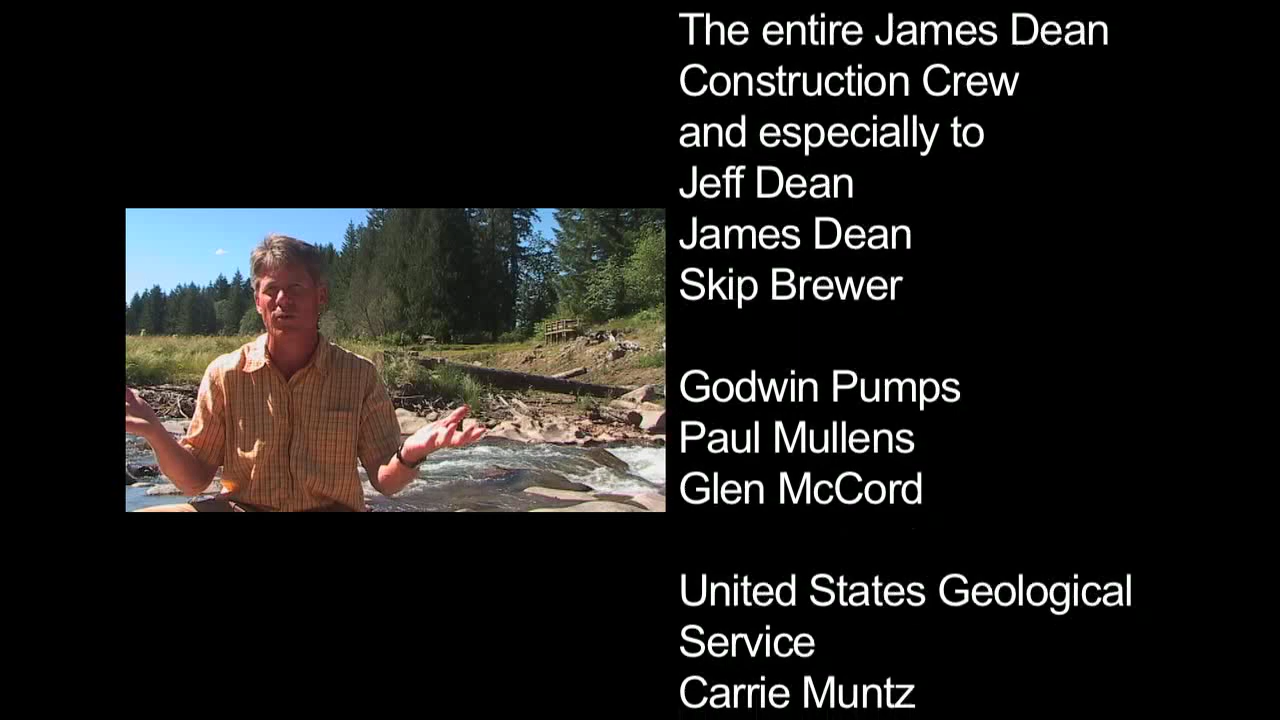 The entire James Dean
Construction Crew
and especially to
Jeff Dean
James Dean
Skip Brewer
Godwin Pumps
Paul Mullens
Glen McCord
United States Geological
Service
Carrie Muntz